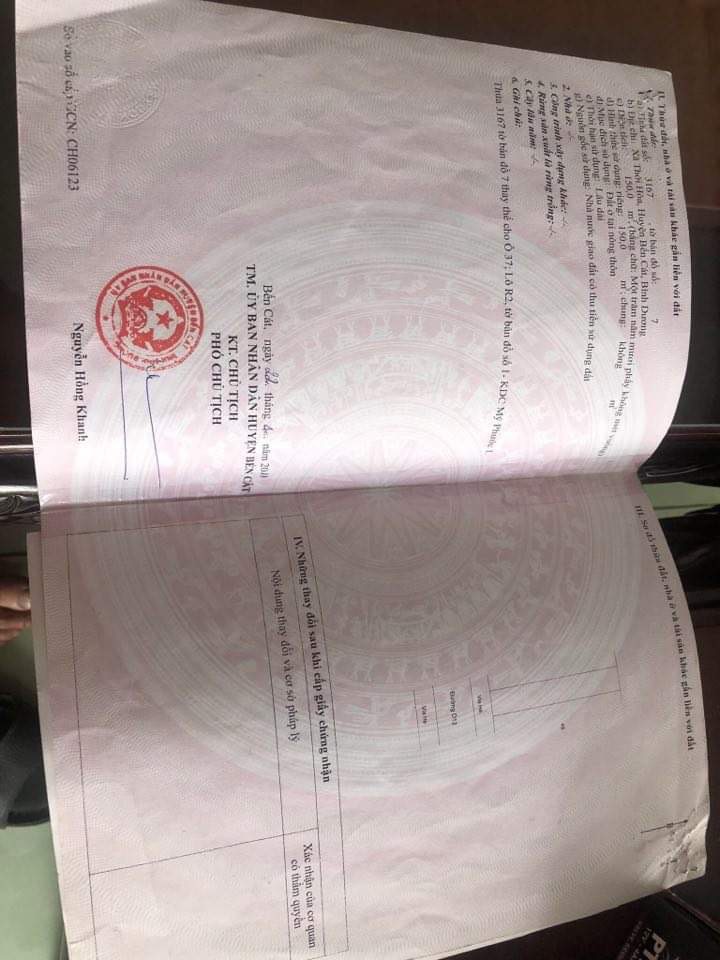 II. Thửa đất, nhà ở và tài sản khác gắn liền với đất
1. Thửa đất:
a) Thửa đất số: 3167 , tờ bản đồ số: 7
b) Địa chỉ: Xã Thới Hòa, Huyện Bến Cát, Bình Dương
c) Diện tích: 150,0 m², (bằng chữ: Một trăm năm mươi phẩy không mét vuông)
d) Hình thức sử dụng: riêng: 150,0 m²; chung: không m²
đ) Mục đích sử dụng: Đất ở tại nông thôn
e) Thời hạn sử dụng: Lâu dài
g) Nguồn gốc sử dụng: Nhà nước giao đất có thu tiền sử dụng đất
2. Nhà ở: -/-
3. Công trình xây dựng khác: -/-
4. Rừng sản xuất là rừng trồng: -/-
5. Cây lâu năm: -/-
6. Ghi chú:
Thửa 3167 tờ bản đồ 7 thay thế cho Ô 37; Lô R2, tờ bản đồ số 1- KDC Mỹ Phước 1.
Bến Cát, ngày tháng năm 2011
TM. ỦY BAN NHÂN DÂN HUYỆN BẾN CÁT
KT. CHỦ TỊCH
PHÓ CHỦ TỊCH
Nguyễn Hồng Khanh
Số vào sổ cấp GCN: CH06123
III. Sơ đồ thửa đất, nhà ở và tài sản khác gắn liền với đất
Vỉa hè
Đường D12
Vỉa hè
IV. Những thay đổi sau khi cấp giấy chứng nhận
Nội dung thay đổi và cơ sở pháp lý
Xác nhận của cơ quan
có thẩm quyền